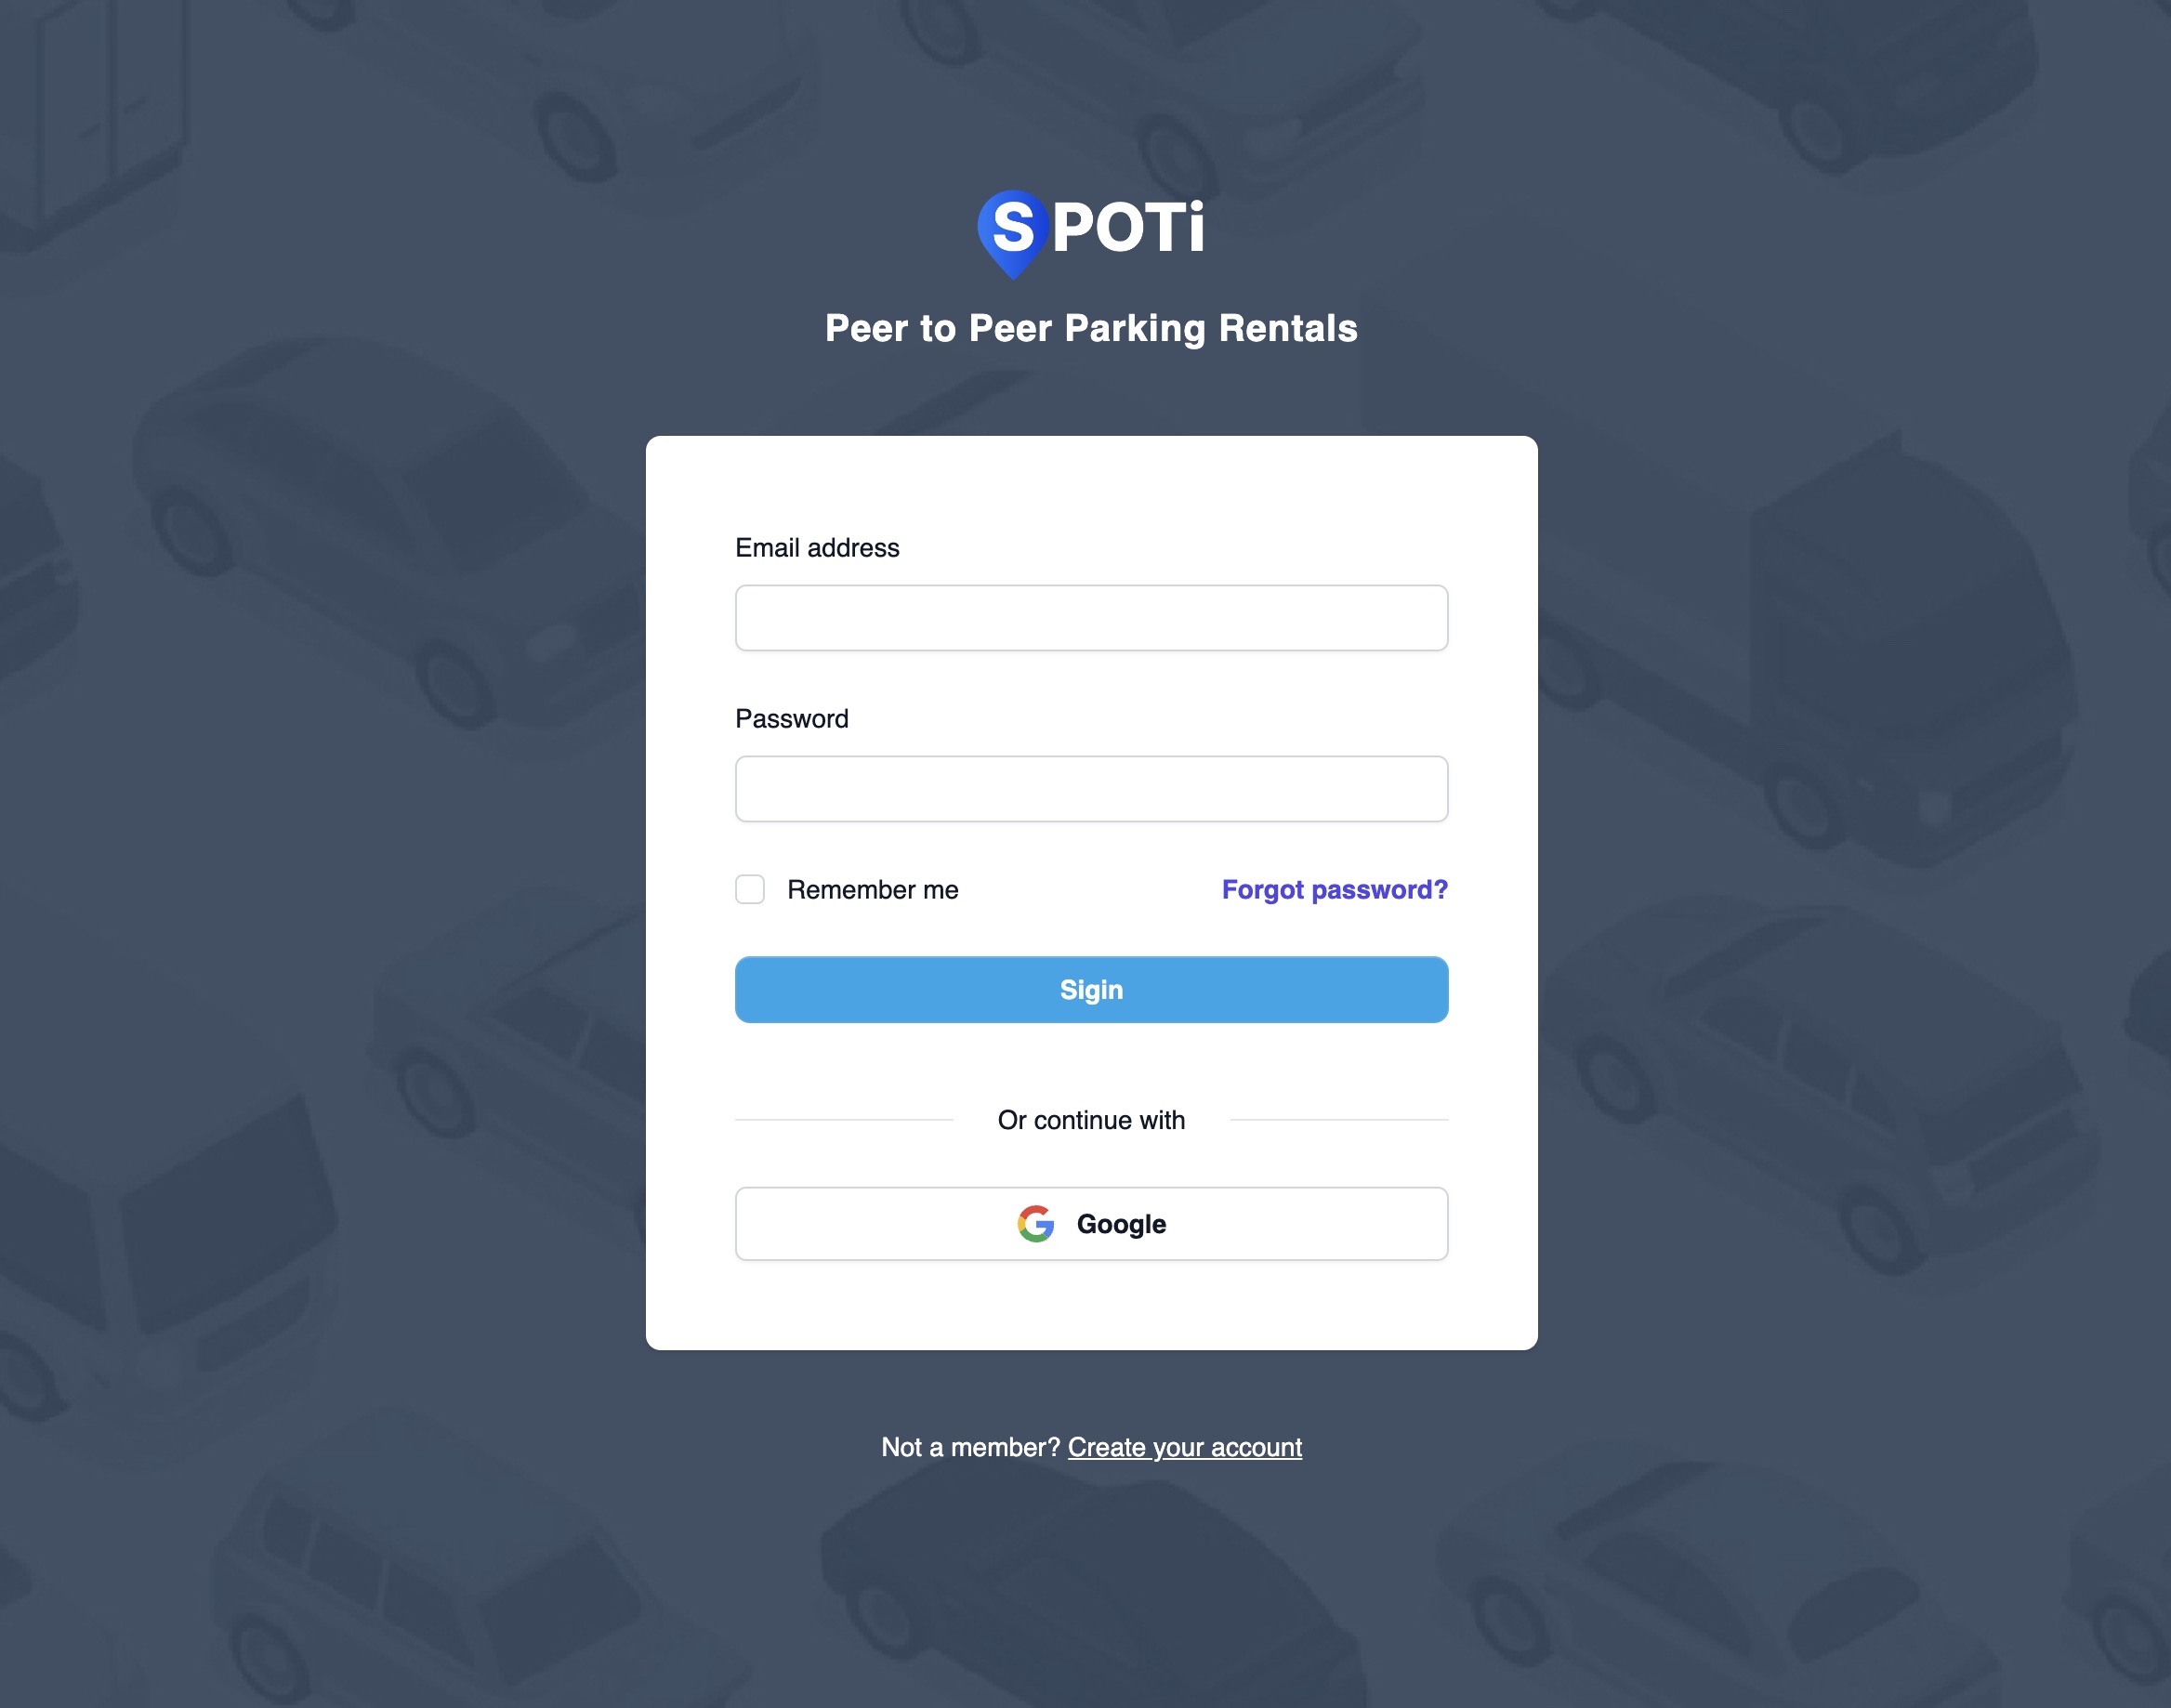 SPOTi
Peer to Peer Parking Rentals
Email address
Password
Remember me
Forgot password?
Sigin
Or continue with
Google
Not a member? Create your account